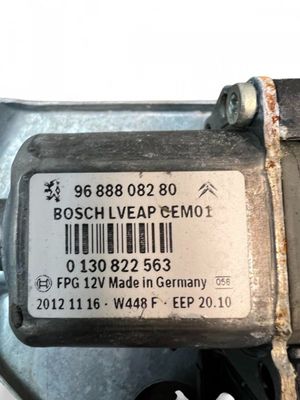 96 888 082 80
BOSCH LVEAP CEM01
0 130 822 563
FPG 12V Made in Germany 056
2012 11 16 · W448 F · EEP 20.10